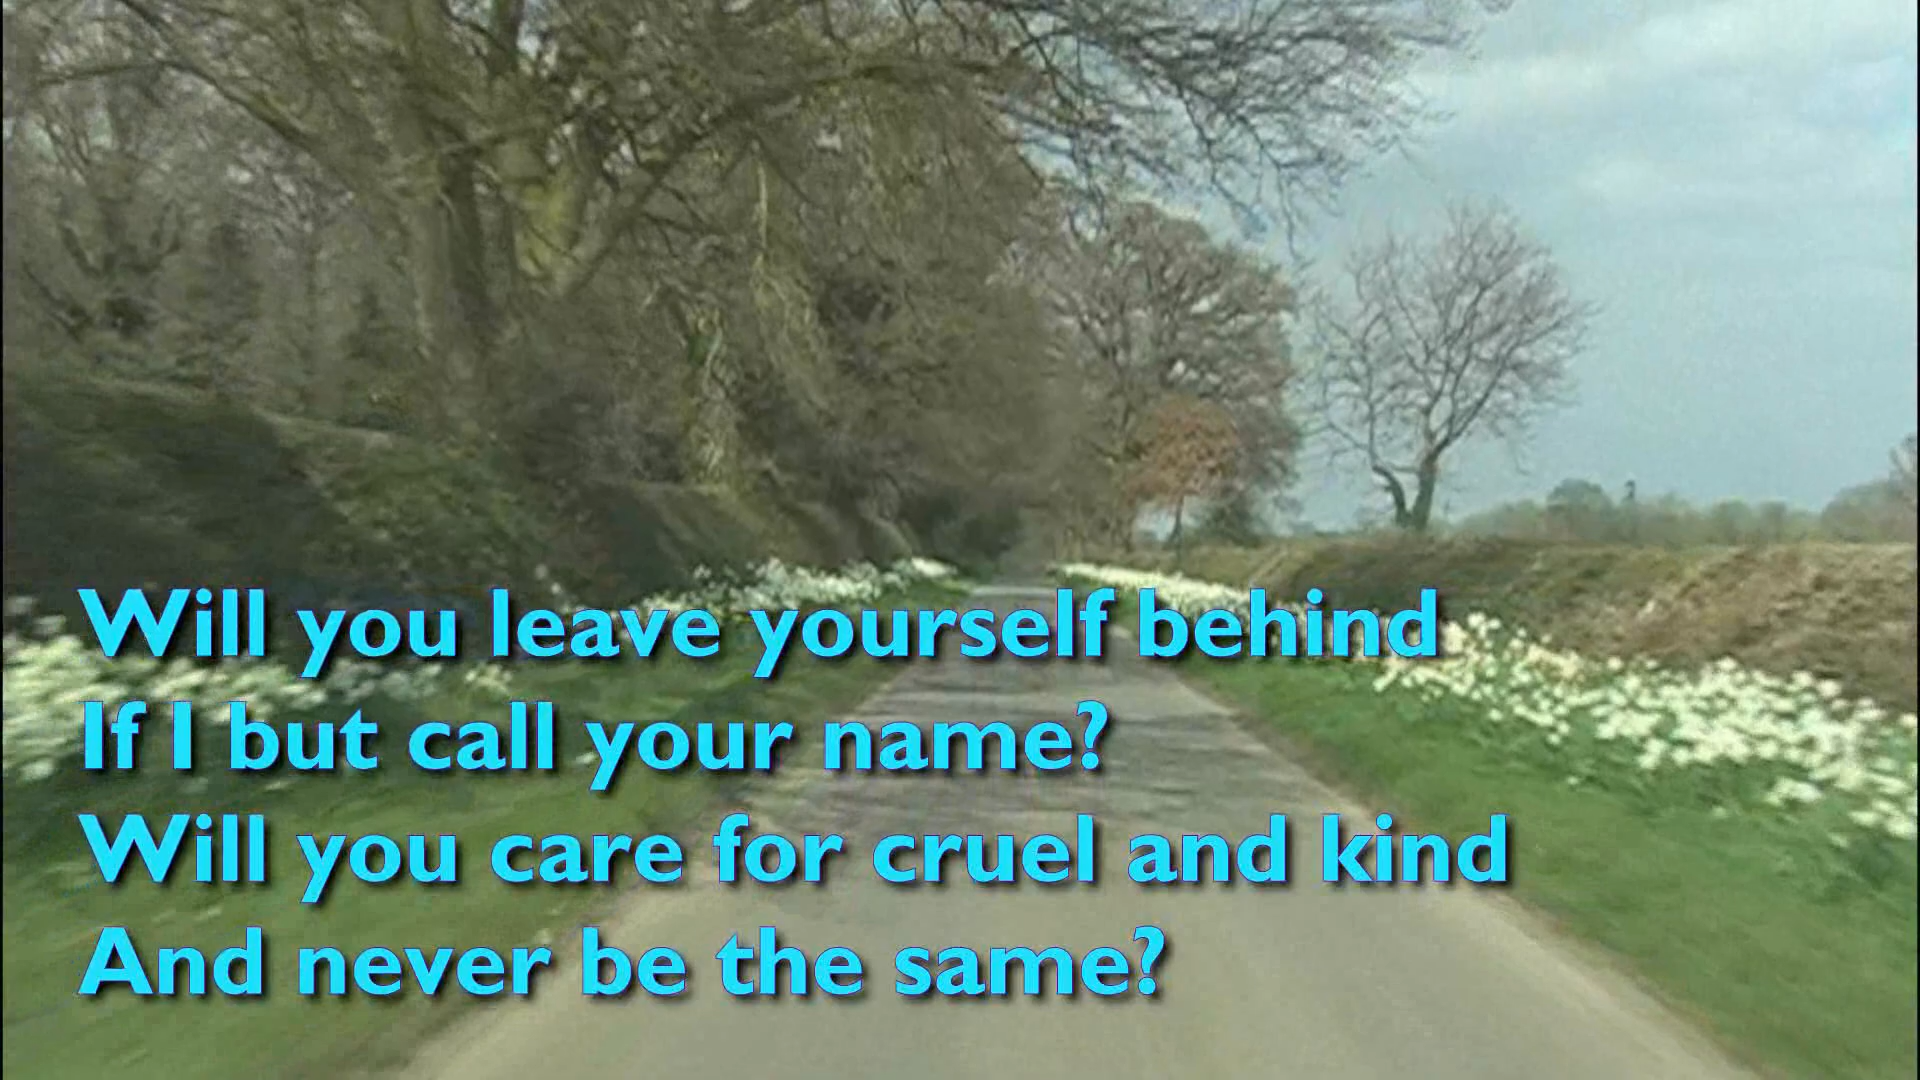 Will you leave yourself behind
If I but call your name?
Will you care for cruel and kind
And never be the same?